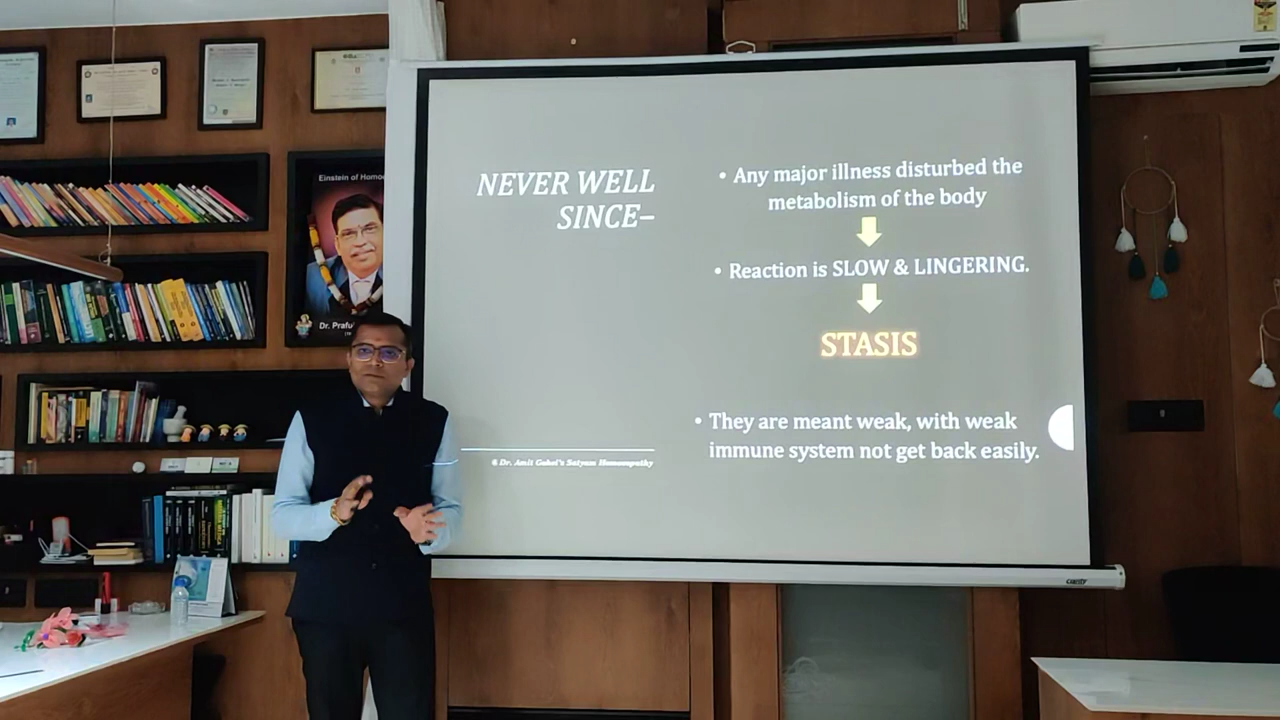 NEVER WELL
SINCE–
• Any major illness disturbed the
metabolism of the body
• Reaction is SLOW & LINGERING.
STASIS
• They are meant weak, with weak
immune system not get back easily.
© Dr. Amit Gohel's Satyam Homoeopathy
Einstein of Homoe
Dr. Praful